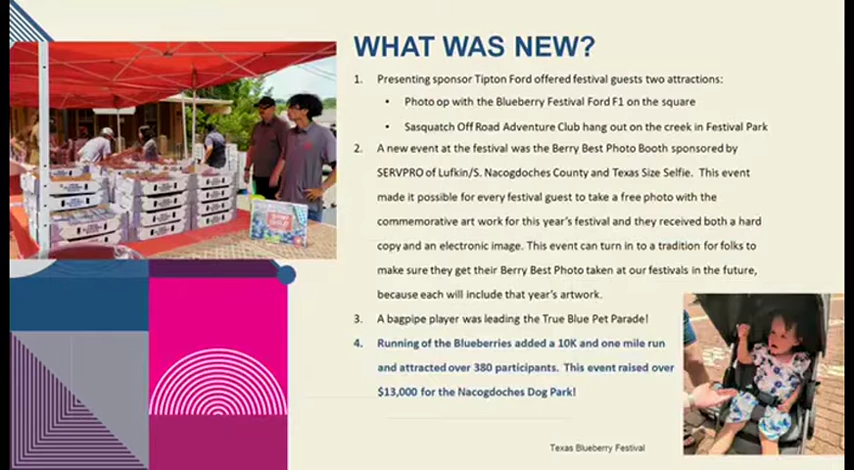 WHAT WAS NEW?
1. Presenting sponsor Tipton Ford offered festival guests two attractions:
• Photo op with the Blueberry Festival Ford F1 on the square
• Sasquatch Off Road Adventure Club hang out on the creek in Festival Park
2. A new event at the festival was the Berry Best Photo Booth sponsored by
SERVPRO of Lufkin/S. Nacogdoches County and Texas Size Selfie. This event
made it possible for every festival guest to take a free photo with the
commemorative art work for this year's festival and they received both a hard
copy and an electronic image. This event can turn in to a tradition for folks to
make sure they get their Berry Best Photo taken at our festivals in the future,
because each will include that year's artwork.
3. A bagpipe player was leading the True Blue Pet Parade!
4. Running of the Blueberries added a 10K and one mile run
and attracted over 380 participants. This event raised over
$13,000 for the Nacogdoches Dog Park!
Texas Blueberry Festival